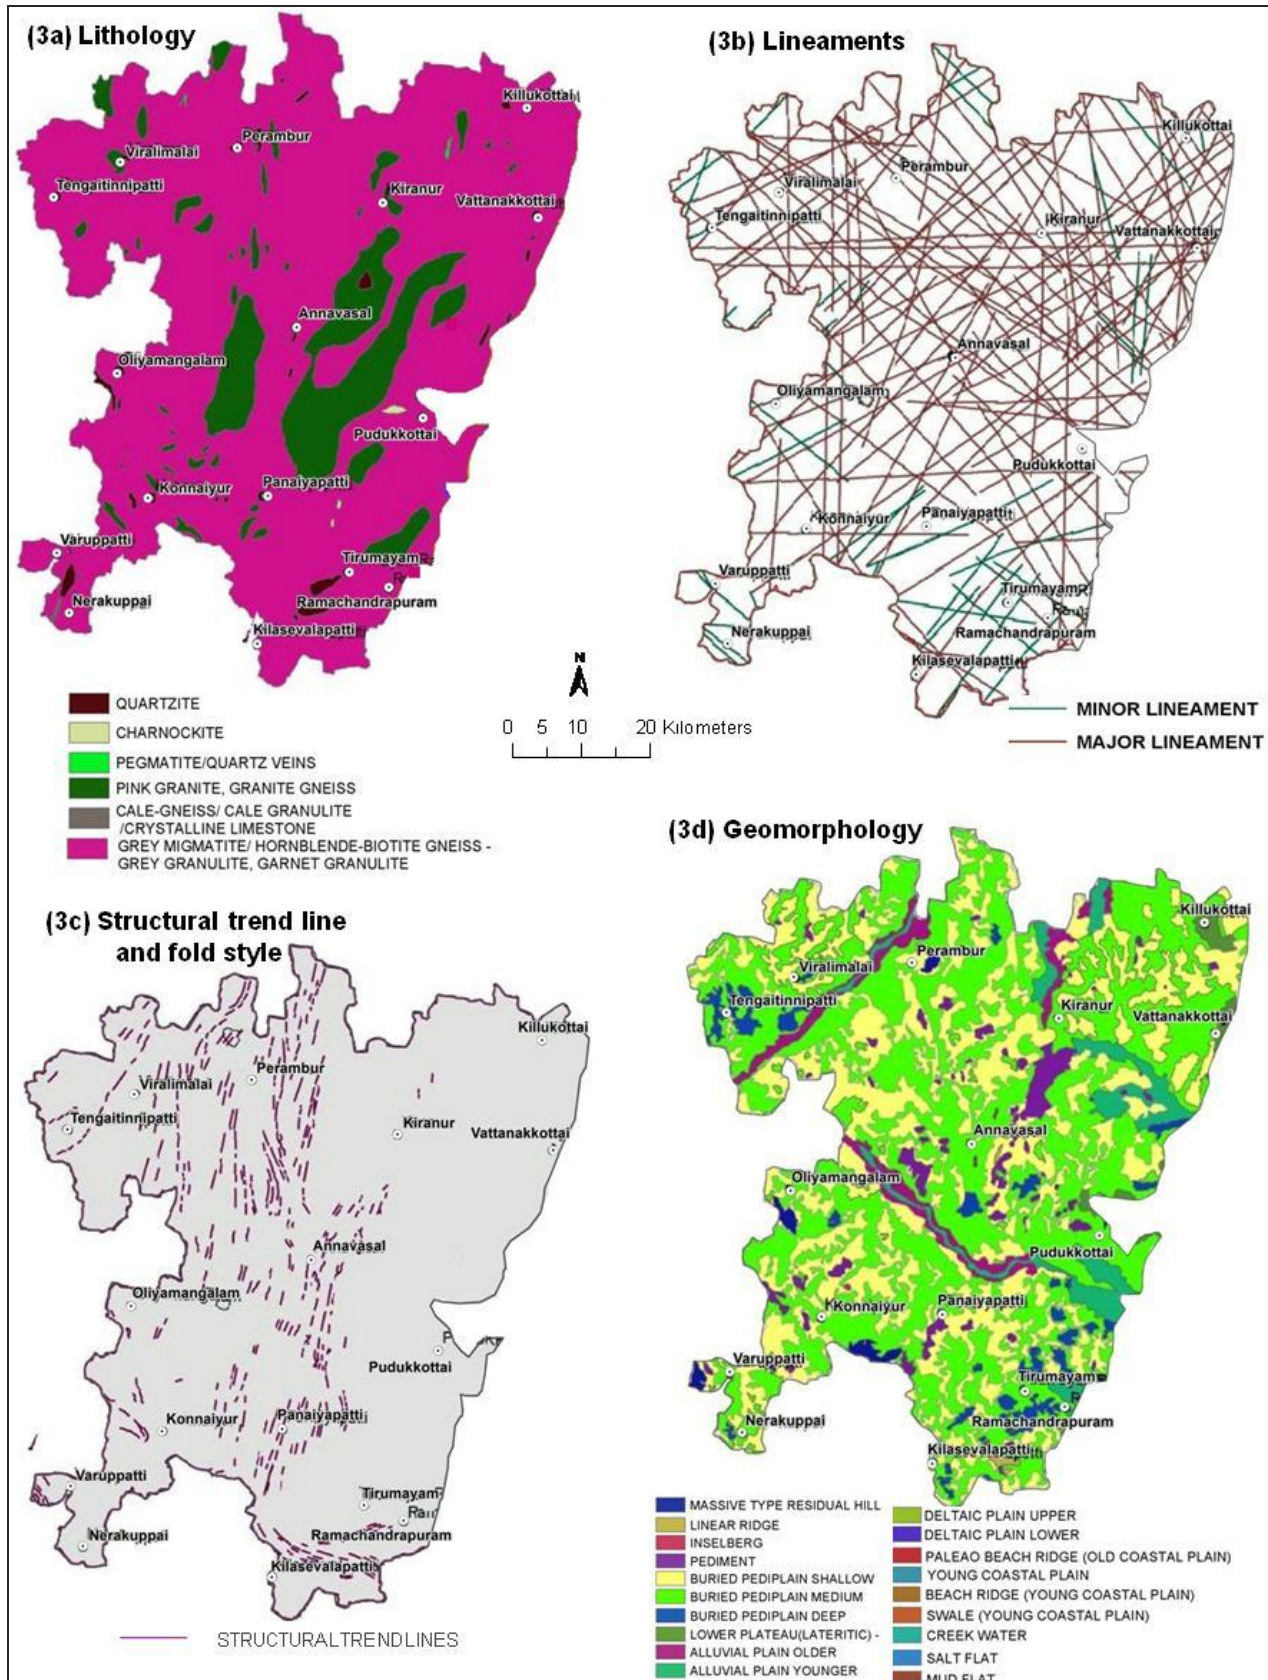 (3a) Lithology
Killukottai
Perambur
Viralimalai
Tengaitinnipatti
Kiranur
Vattanakkottai
Annavasal
Oliyamangalam
Pudukkottai
Konnaiyur
Panaiyapatti
Varuppatti
Tirumayam
Nerakuppai
Ramachandrapuram
Kilasevalapatti
QUARTZITE
CHARNOCKITE
PEGMATITE/QUARTZ VEINS
PINK GRANITE, GRANITE GNEISS
CALE-GNEISS/ CALE GRANULITE
/CRYSTALLINE LIMESTONE
GREY MIGMATITE/ HORNBLENDE-BIOTITE GNEISS -
GREY GRANULITE, GARNET GRANULITE
(3b) Lineaments
Killukottai
Perambur
Viralimalai
Tengaitinnipatti
Kiranur
Vattanakkottai
Annavasal
Oliyamangalam
Pudukkottai
Konnaiyur
Panaiyapatti
Varuppatti
Tirumayam
Nerakuppai
Ramachandrapuram
Kilasevalapatti
MINOR LINEAMENT
MAJOR LINEAMENT
N
0 5 10 20 Kilometers
(3c) Structural trend line
and fold style
Killukottai
Perambur
Viralimalai
Tengaitinnipatti
Kiranur
Vattanakkottai
Annavasal
Oliyamangalam
Pudukkottai
Konnaiyur
Panaiyapatti
Varuppatti
Tirumayam
Nerakuppai
Ramachandrapuram
Kilasevalapatti
STRUCTURALTRENDLINES
(3d) Geomorphology
Killukottai
Perambur
Viralimalai
Tengaitinnipatti
Kiranur
Vattanakkottai
Annavasal
Oliyamangalam
Pudukkottai
Konnaiyur
Panaiyapatti
Varuppatti
Tirumayam
Nerakuppai
Ramachandrapuram
Kilasevalapatti
MASSIVE TYPE RESIDUAL HILL
LINEAR RIDGE
INSELBERG
PEDIMENT
BURIED PEDIPLAIN SHALLOW
BURIED PEDIPLAIN MEDIUM
BURIED PEDIPLAIN DEEP
LOWER PLATEAU(LATERITIC) -
ALLUVIAL PLAIN OLDER
ALLUVIAL PLAIN YOUNGER
DELTAIC PLAIN UPPER
DELTAIC PLAIN LOWER
PALEAO BEACH RIDGE (OLD COASTAL PLAIN)
YOUNG COASTAL PLAIN
BEACH RIDGE (YOUNG COASTAL PLAIN)
SWALE (YOUNG COASTAL PLAIN)
CREEK WATER
SALT FLAT
MUD FLAT